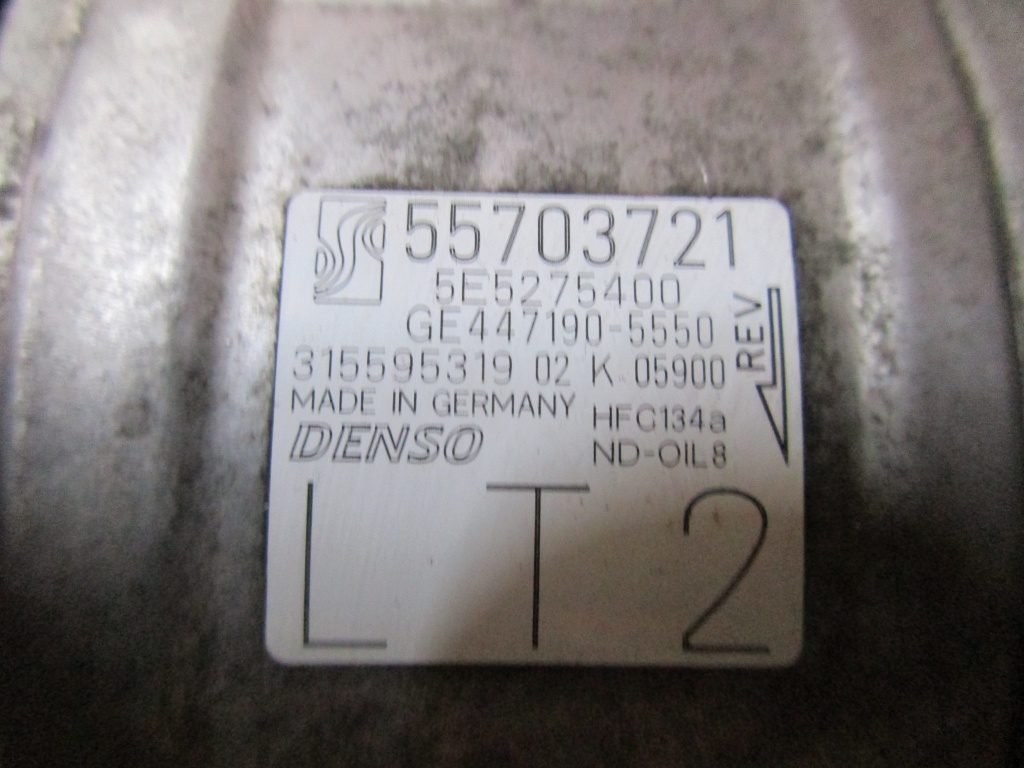 55703721
5E5275400
GE447190-5550
315595319 02 K 05900
MADE IN GERMANY
HFC134a
DENSO
ND-OIL8
REV
LT2